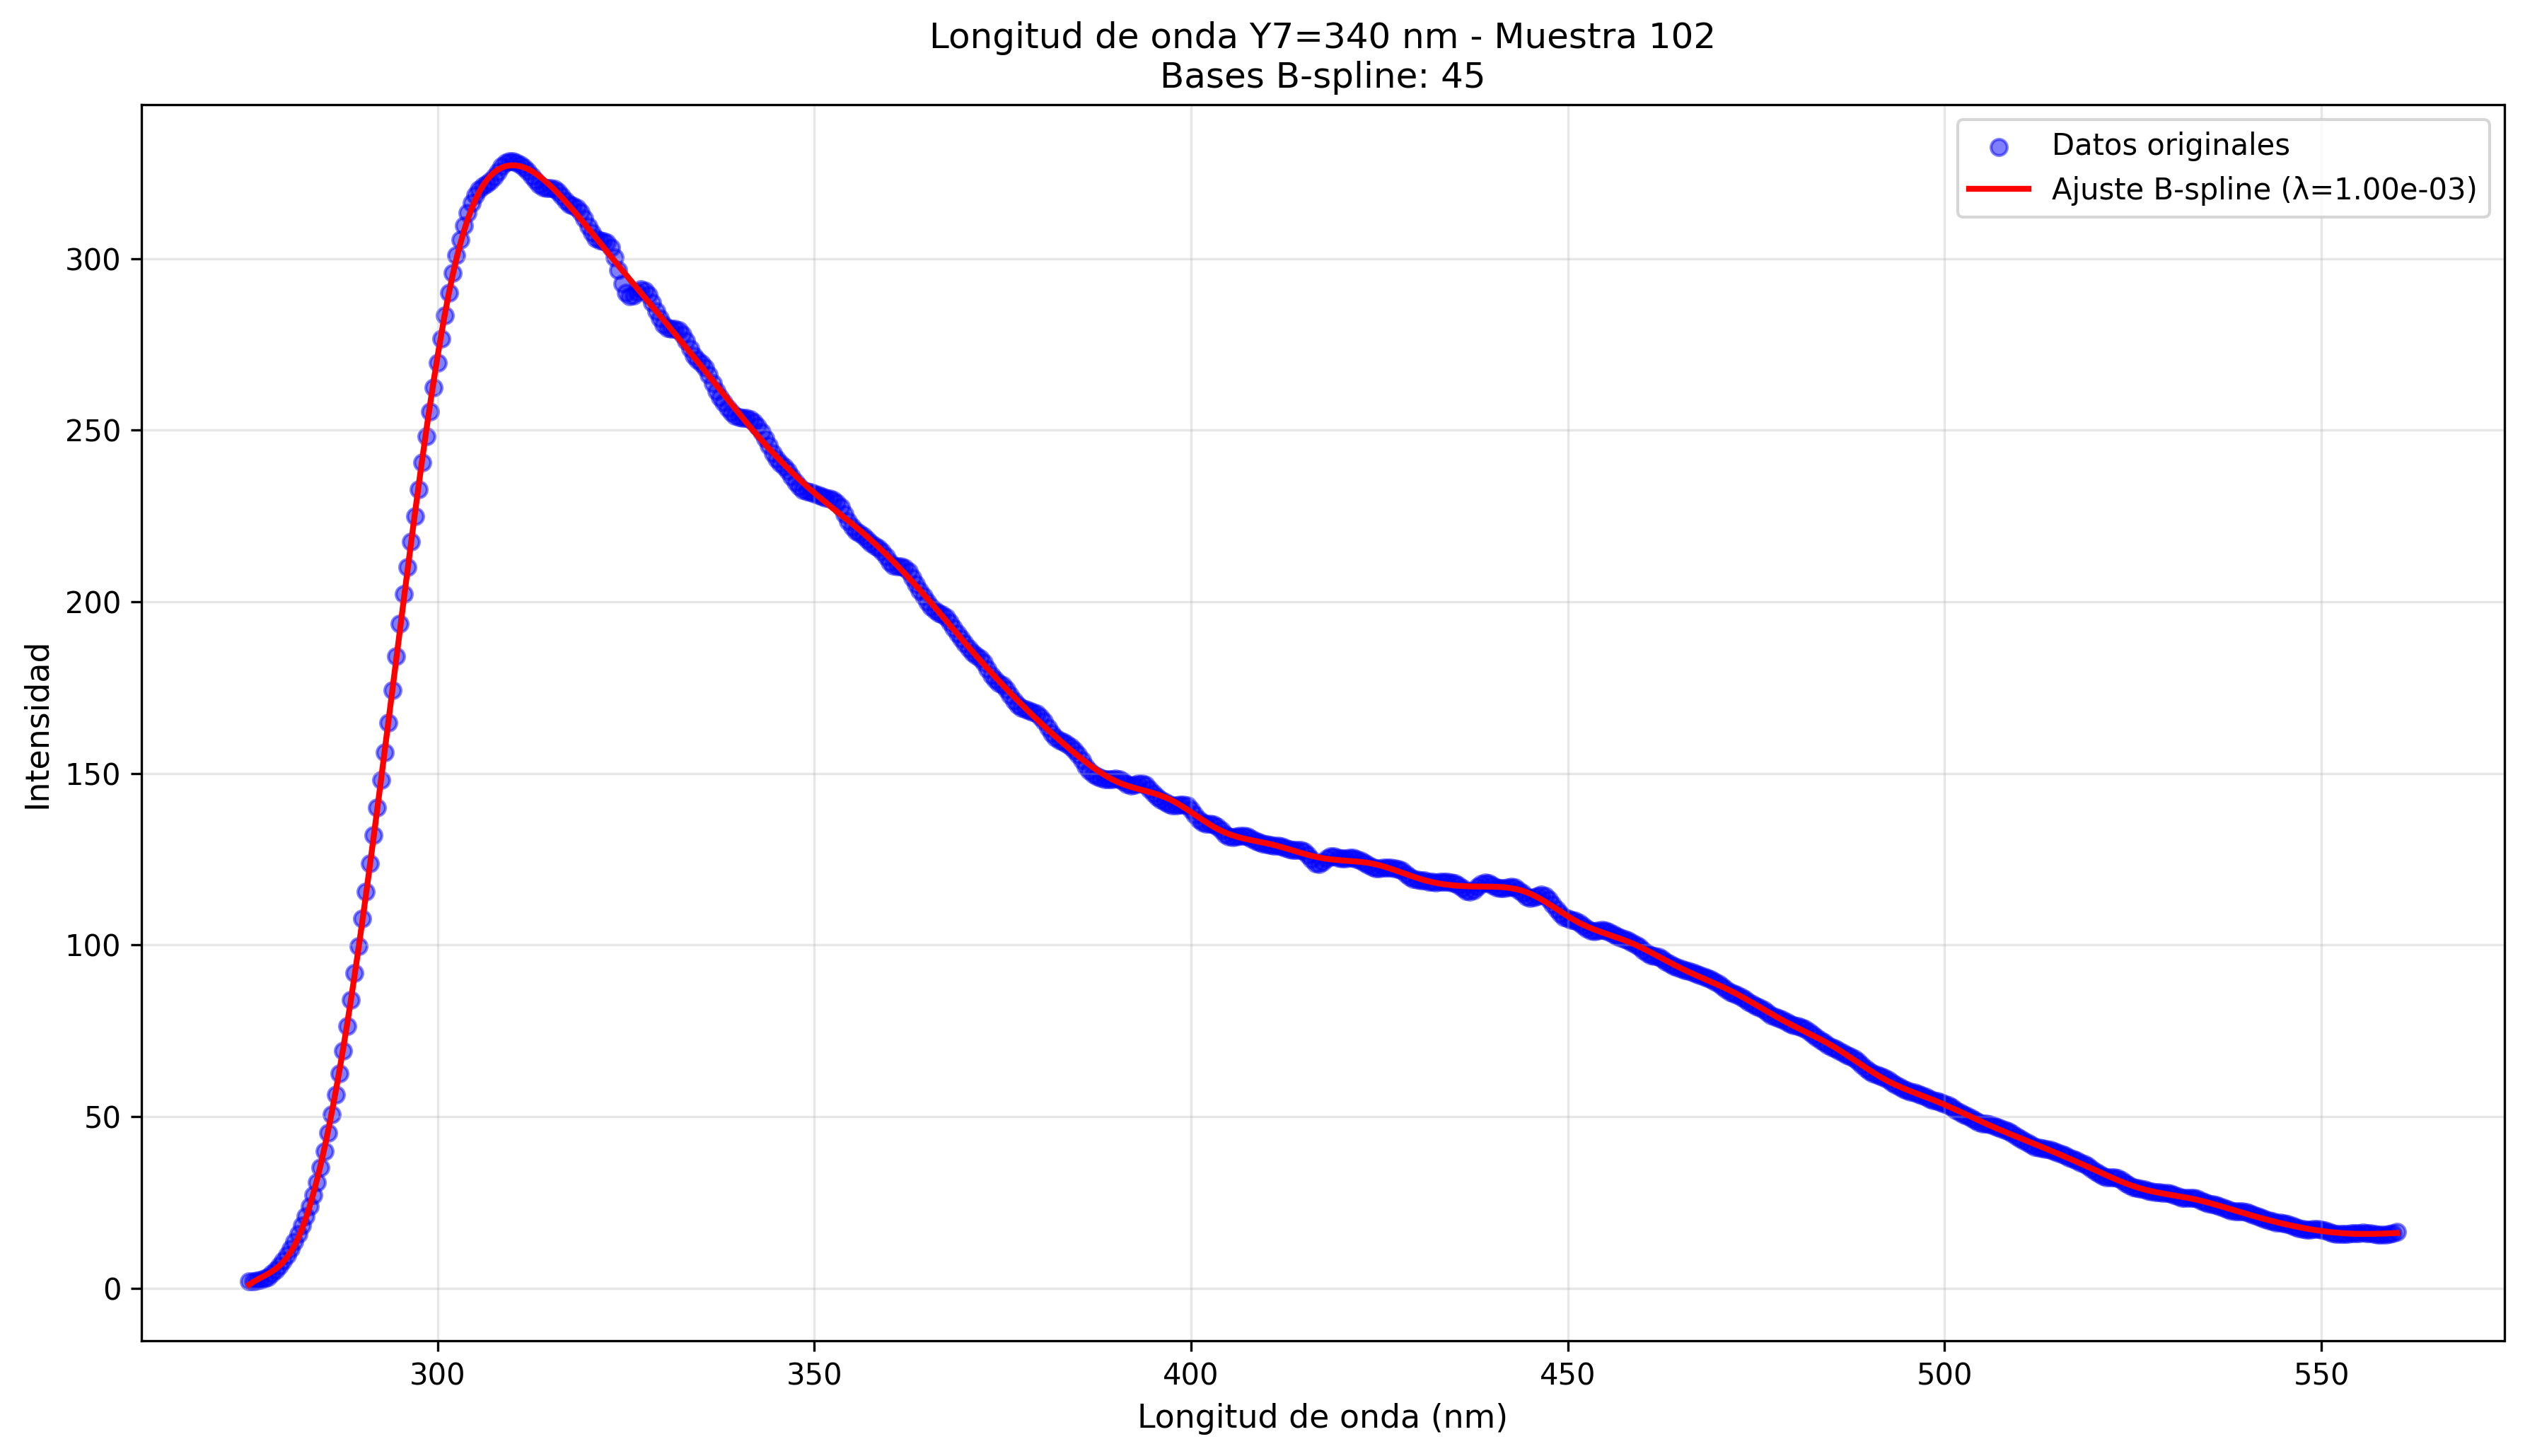 Longitud de onda Y7=340 nm - Muestra 102
Bases B-spline: 45
Datos originales
Ajuste B-spline (λ=1.00e-03)
Intensidad
300
250
200
150
100
50
0
300 350 400 450 500 550
Longitud de onda (nm)